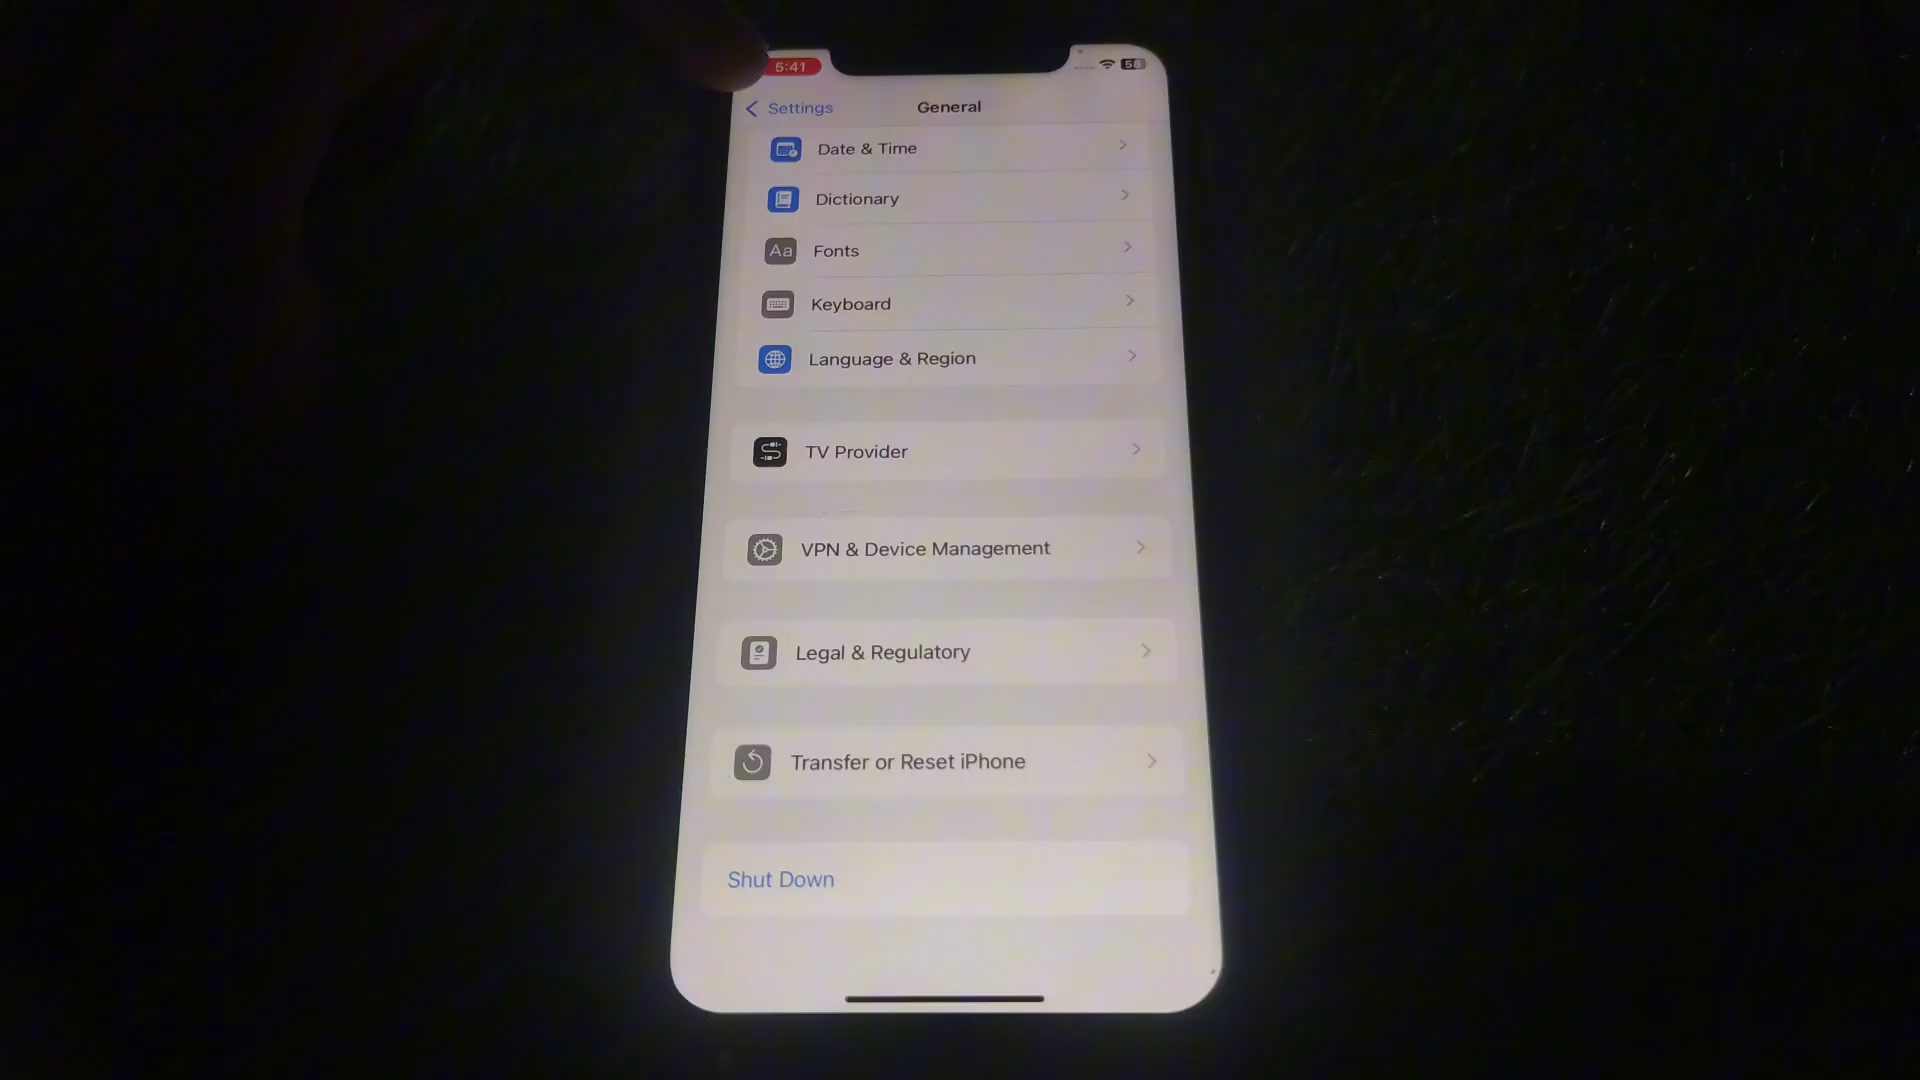 5:41
Settings
General
Date & Time
Dictionary
Aa
Fonts
Keyboard
Language & Region
TV Provider
VPN & Device Management
Legal & Regulatory
Transfer or Reset iPhone
Shut Down